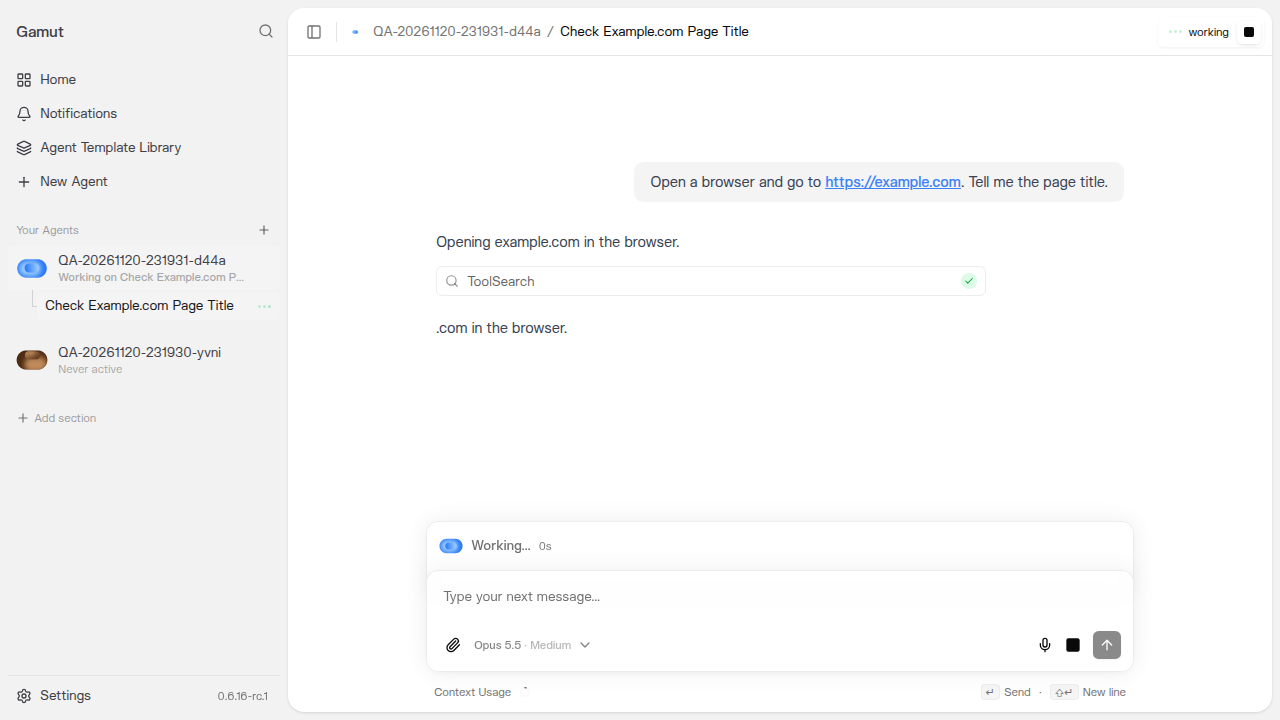 Gamut
Home
Notifications
Agent Template Library
New Agent
Your Agents
QA-20261120-231931-d44a
Working on Check Example.com P...
Check Example.com Page Title
QA-20261120-231930-yvni
Never active
Add section
Settings
0.6.16-rc.1
QA-20261120-231931-d44a / Check Example.com Page Title
working
Open a browser and go to https://example.com. Tell me the page title.
Opening example.com in the browser.
ToolSearch
.com in the browser.
Working... 0s
Type your next message...
Opus 5.5 · Medium
Context Usage
Send · New line